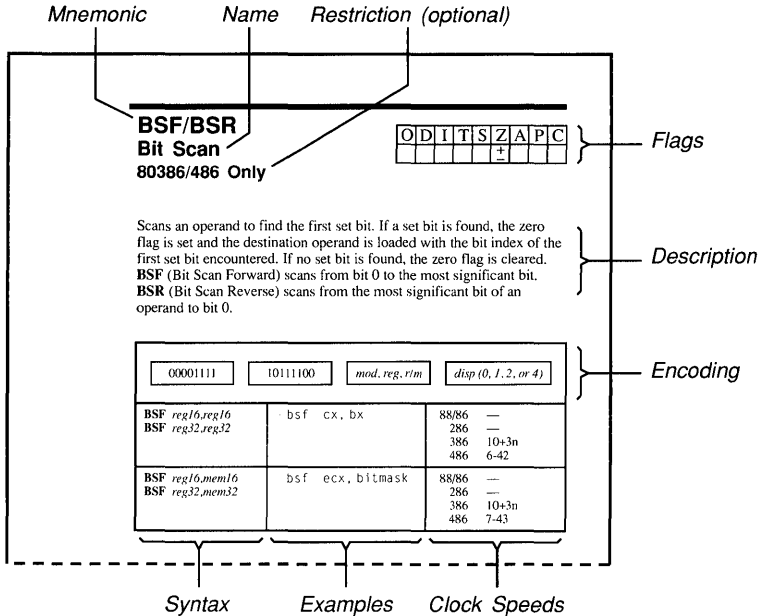 Mnemonic Name Restriction (optional)
BSF/BSR
Bit Scan
80386/486 Only
O D I T S Z A P C
±
Flags
Scans an operand to find the first set bit. If a set bit is found, the zero
flag is set and the destination operand is loaded with the bit index of the
first set bit encountered. If no set bit is found, the zero flag is cleared.
BSF (Bit Scan Forward) scans from bit 0 to the most significant bit.
BSR (Bit Scan Reverse) scans from the most significant bit of an
operand to bit 0.
Description
00001111 10111100 mod, reg, r/m disp (0, 1, 2, or 4)
Encoding
BSF reg16,reg16 bsf cx, bx 88/86 —
BSF reg32,reg32 286 —
386 10+3n
486 6-42
BSF reg16,mem16 bsf ecx, bitmask 88/86 —
BSF reg32,mem32 286 —
386 10+3n
486 7-43
Syntax Examples Clock Speeds